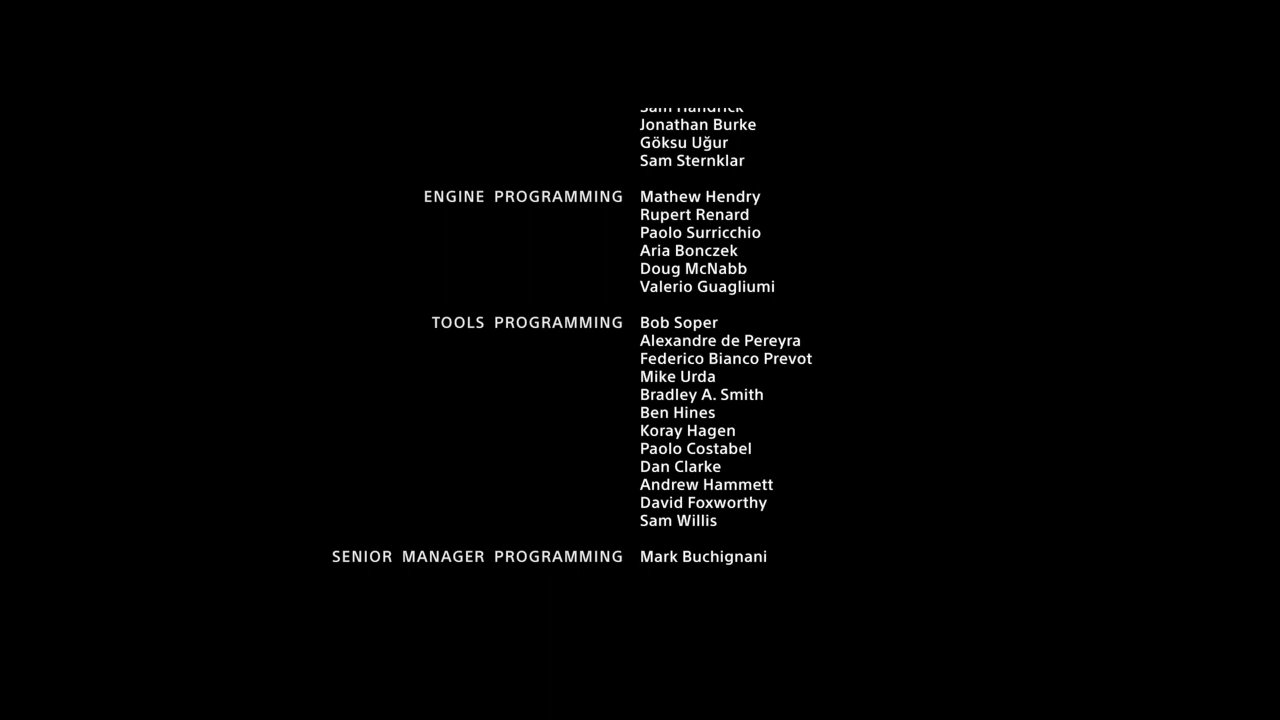 Sam Handrick
Jonathan Burke
Göksu Uğur
Sam Sternklar
ENGINE PROGRAMMING Mathew Hendry
Rupert Renard
Paolo Surricchio
Aria Bonczek
Doug McNabb
Valerio Guagliumi
TOOLS PROGRAMMING Bob Soper
Alexandre de Pereyra
Federico Bianco Prevot
Mike Urda
Bradley A. Smith
Ben Hines
Koray Hagen
Paolo Costabel
Dan Clarke
Andrew Hammett
David Foxworthy
Sam Willis
SENIOR MANAGER PROGRAMMING Mark Buchignani